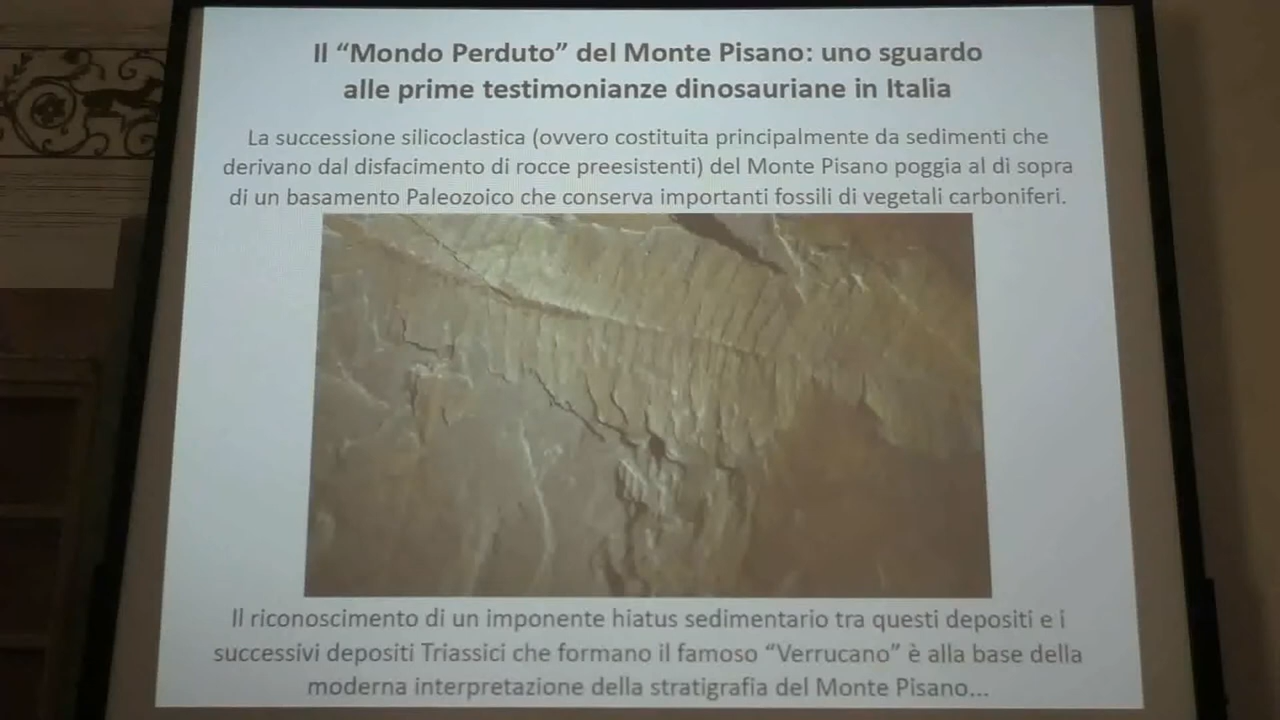 Il “Mondo Perduto” del Monte Pisano: uno sguardo
alle prime testimonianze dinosauriane in Italia
La successione silicoclastica (ovvero costituita principalmente da sedimenti che
derivano dal disfacimento di rocce preesistenti) del Monte Pisano poggia al di sopra
di un basamento Paleozoico che conserva importanti fossili di vegetali carboniferi.
Il riconoscimento di un imponente hiatus sedimentario tra questi depositi e i
successivi depositi Triassici che formano il famoso “Verrucano” è alla base della
moderna interpretazione della stratigrafia del Monte Pisano...